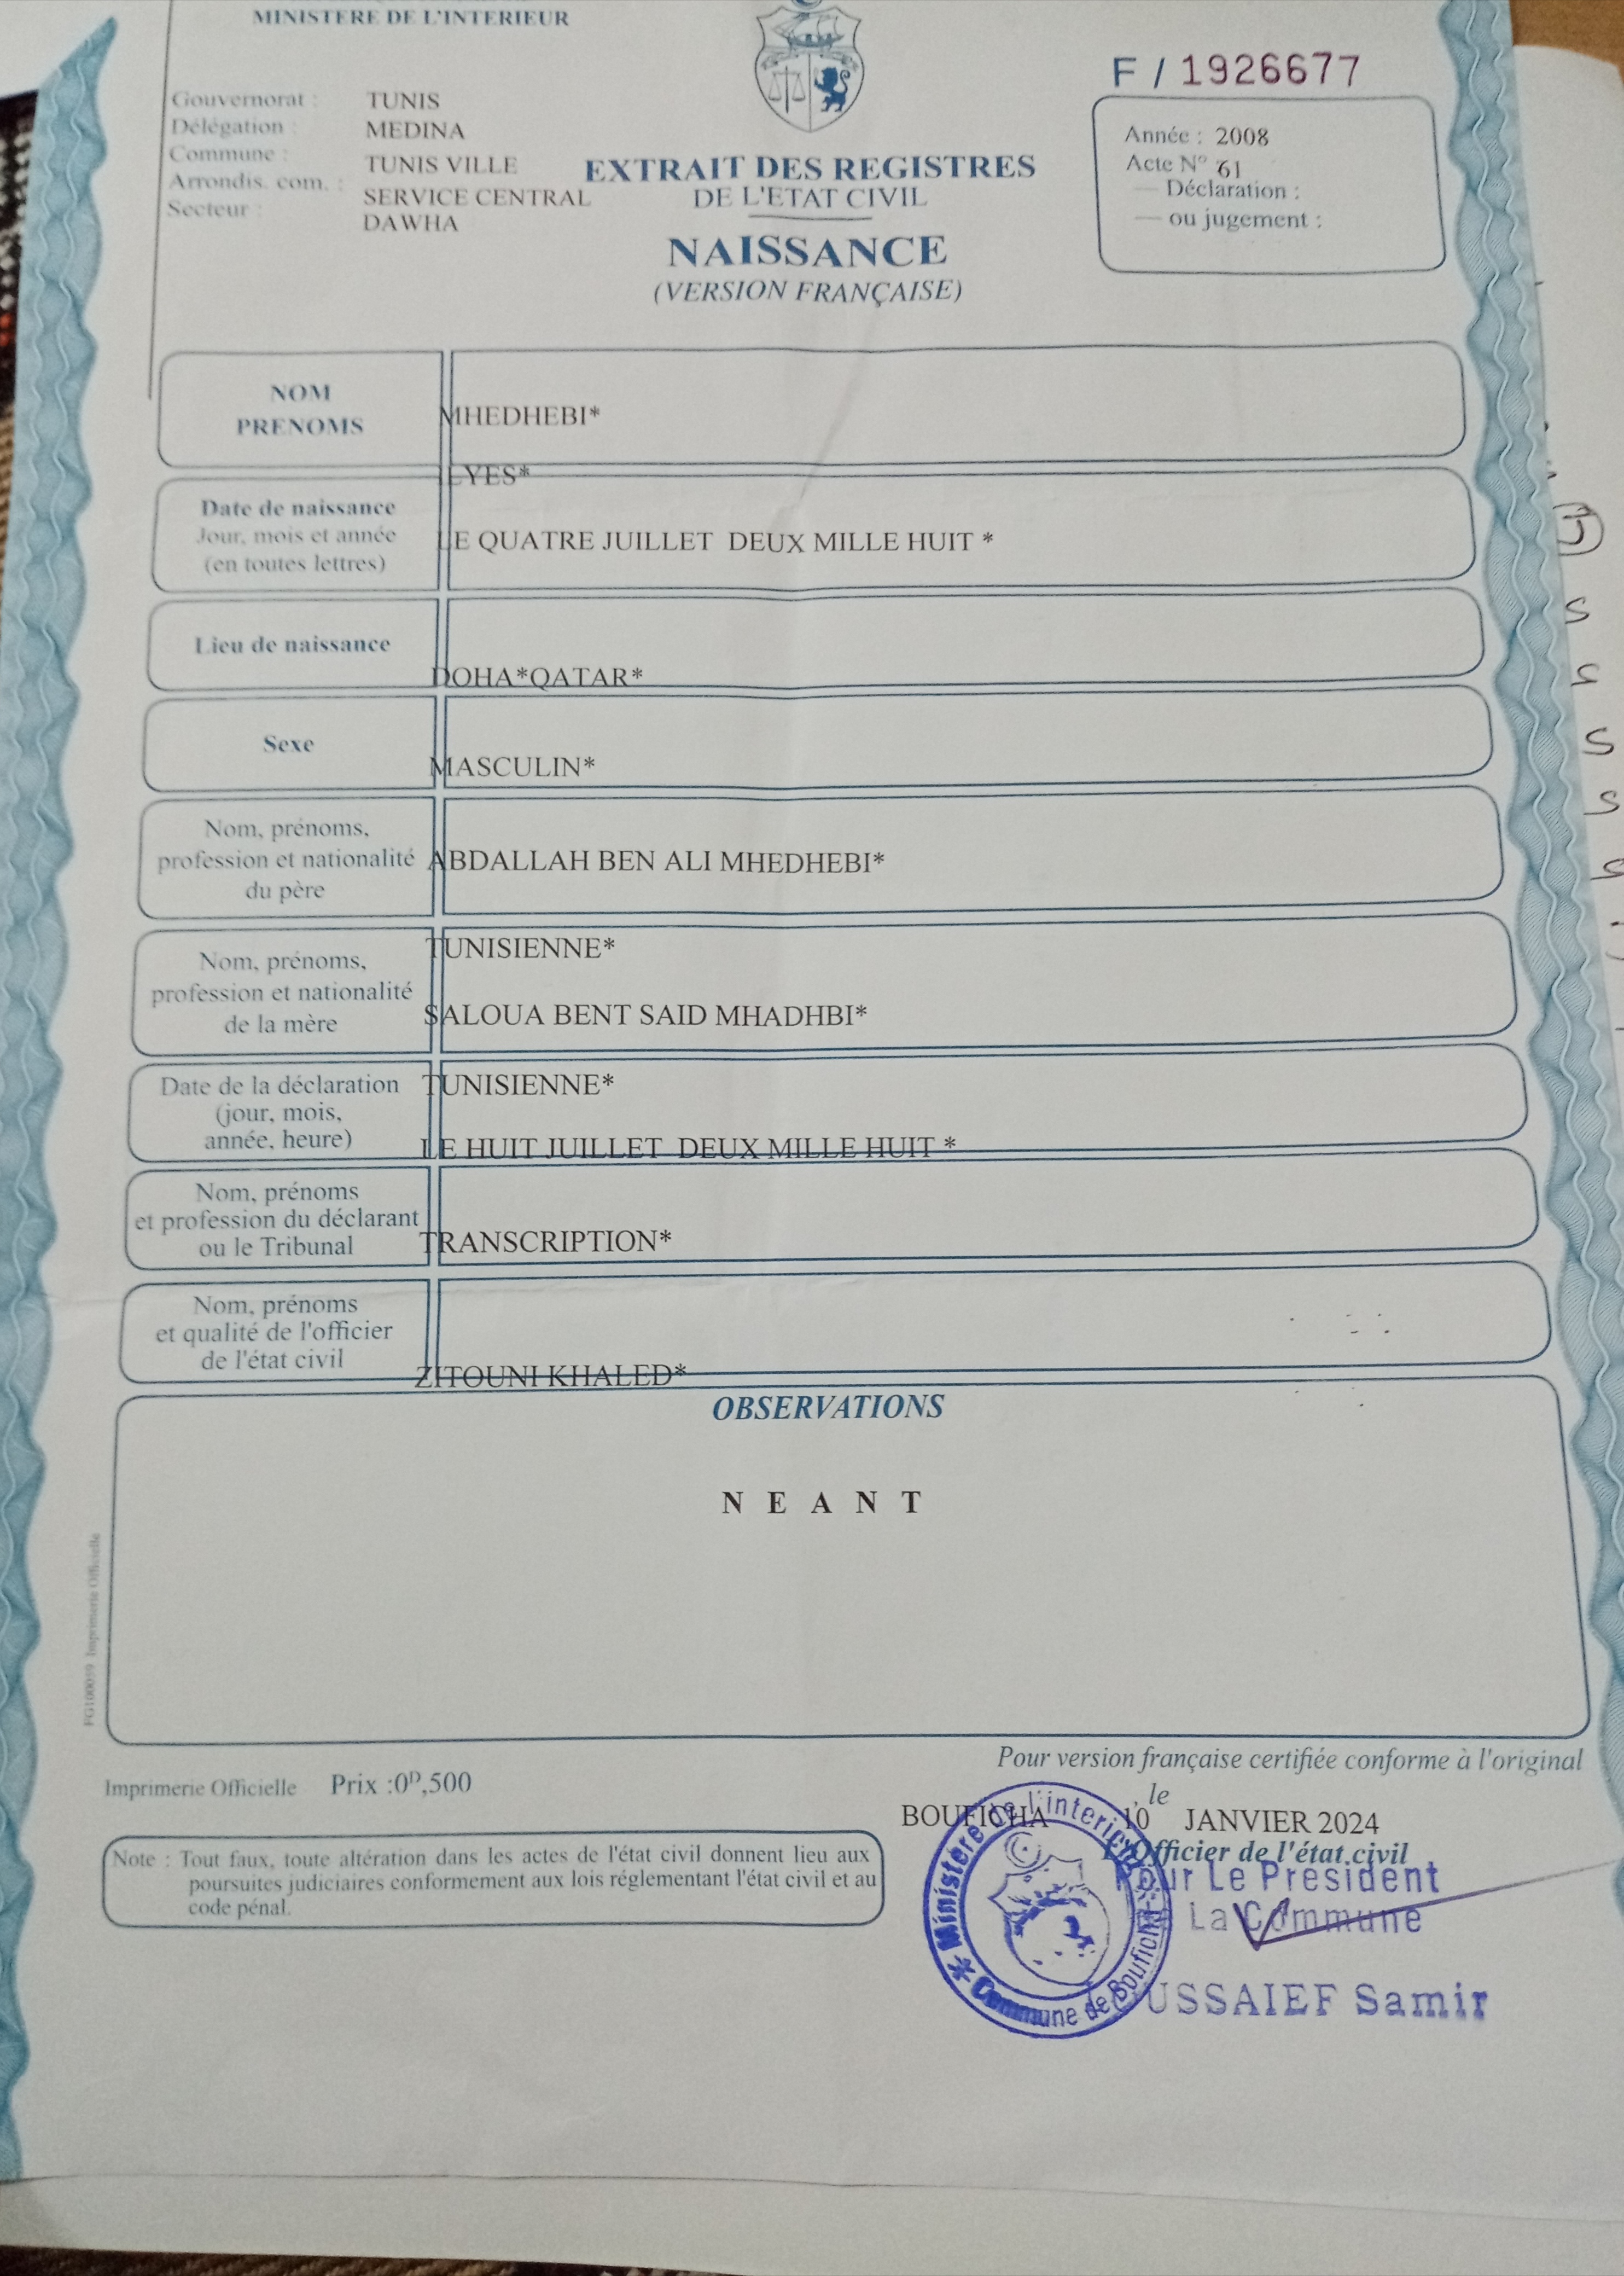 MINISTERE DE L'INTERIEUR
F / 1926677
Gouvernorat : TUNIS
Délégation : MEDINA
Commune : TUNIS VILLE
Arrondis. com. : SERVICE CENTRAL
Secteur : DAWHA
EXTRAIT DES REGISTRES
DE L'ETAT CIVIL
NAISSANCE
(VERSION FRANÇAISE)
Année : 2008
Acte N° 61
— Déclaration :
— ou jugement :
NOM
PRENOMS
MHEDHEBI*
LYES*
Date de naissance
Jour, mois et année
(en toutes lettres)
LE QUATRE JUILLET DEUX MILLE HUIT *
Lieu de naissance
DOHA*QATAR*
Sexe
MASCULIN*
Nom, prénoms,
profession et nationalité
du père
ABDALLAH BEN ALI MHEDHEBI*
TUNISIENNE*
Nom, prénoms,
profession et nationalité
de la mère
SALOUA BENT SAID MHADHBI*
TUNISIENNE*
Date de la déclaration
(jour, mois,
année, heure)
LE HUIT JUILLET DEUX MILLE HUIT *
Nom, prénoms
et profession du déclarant
ou le Tribunal
TRANSCRIPTION*
Nom, prénoms
et qualité de l'officier
de l'état civil
ZITOUNI KHALED*
OBSERVATIONS
N E A N T
FG100059 Imprimerie Officielle
Pour version française certifiée conforme à l'original
Imprimerie Officielle Prix :0ᴰ,500
, le
BOUFICHA 10 JANVIER 2024
L'Officier de l'état civil
Pour Le President
De La Commune
USSAIEF Samir
* Ministère de l'interieur *
Commune de Bouficha
Note : Tout faux, toute altération dans les actes de l'état civil donnent lieu aux
poursuites judiciaires conformement aux lois réglementant l'état civil et au
code pénal.